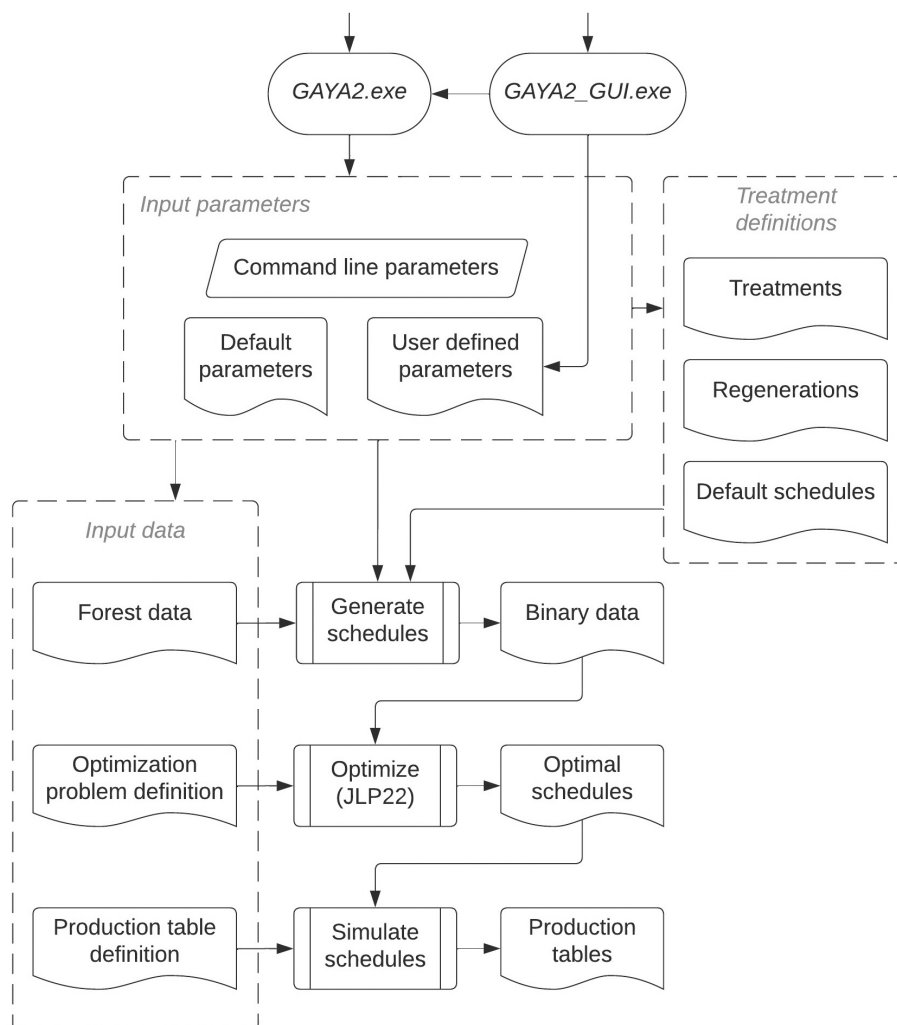 GAYA2.exe
GAYA2_GUI.exe
Input parameters
Command line parameters
Default
parameters
User defined
parameters
Treatment
definitions
Treatments
Regenerations
Default schedules
Input data
Forest data
Generate
schedules
Binary data
Optimization
problem definition
Optimize
(JLP22)
Optimal
schedules
Production table
definition
Simulate
schedules
Production
tables